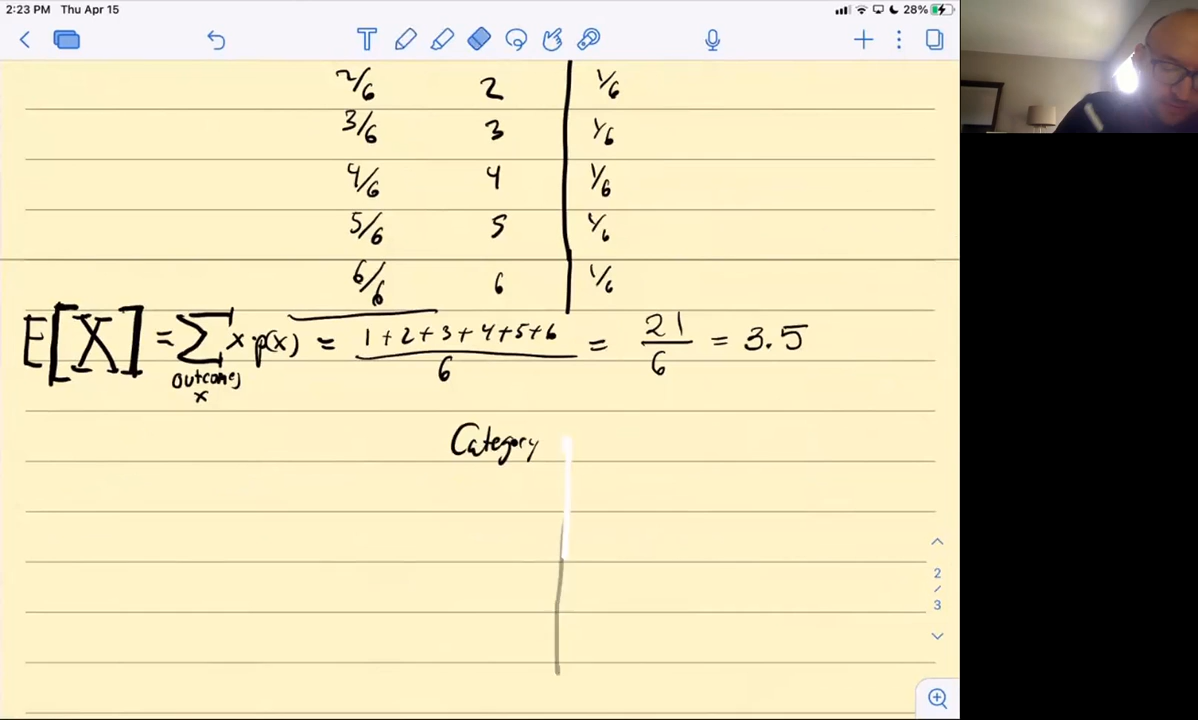 2:23 PM Thu Apr 15 28%
2/6 2 1/6
3/6 3 1/6
4/6 4 1/6
5/6 5 1/6
6/6 6 1/6
E[X] = ∑ x·p(x) = 1+2+3+4+5+6 / 6 = 21/6 = 3.5
outcomes
x
Category
2
/
3